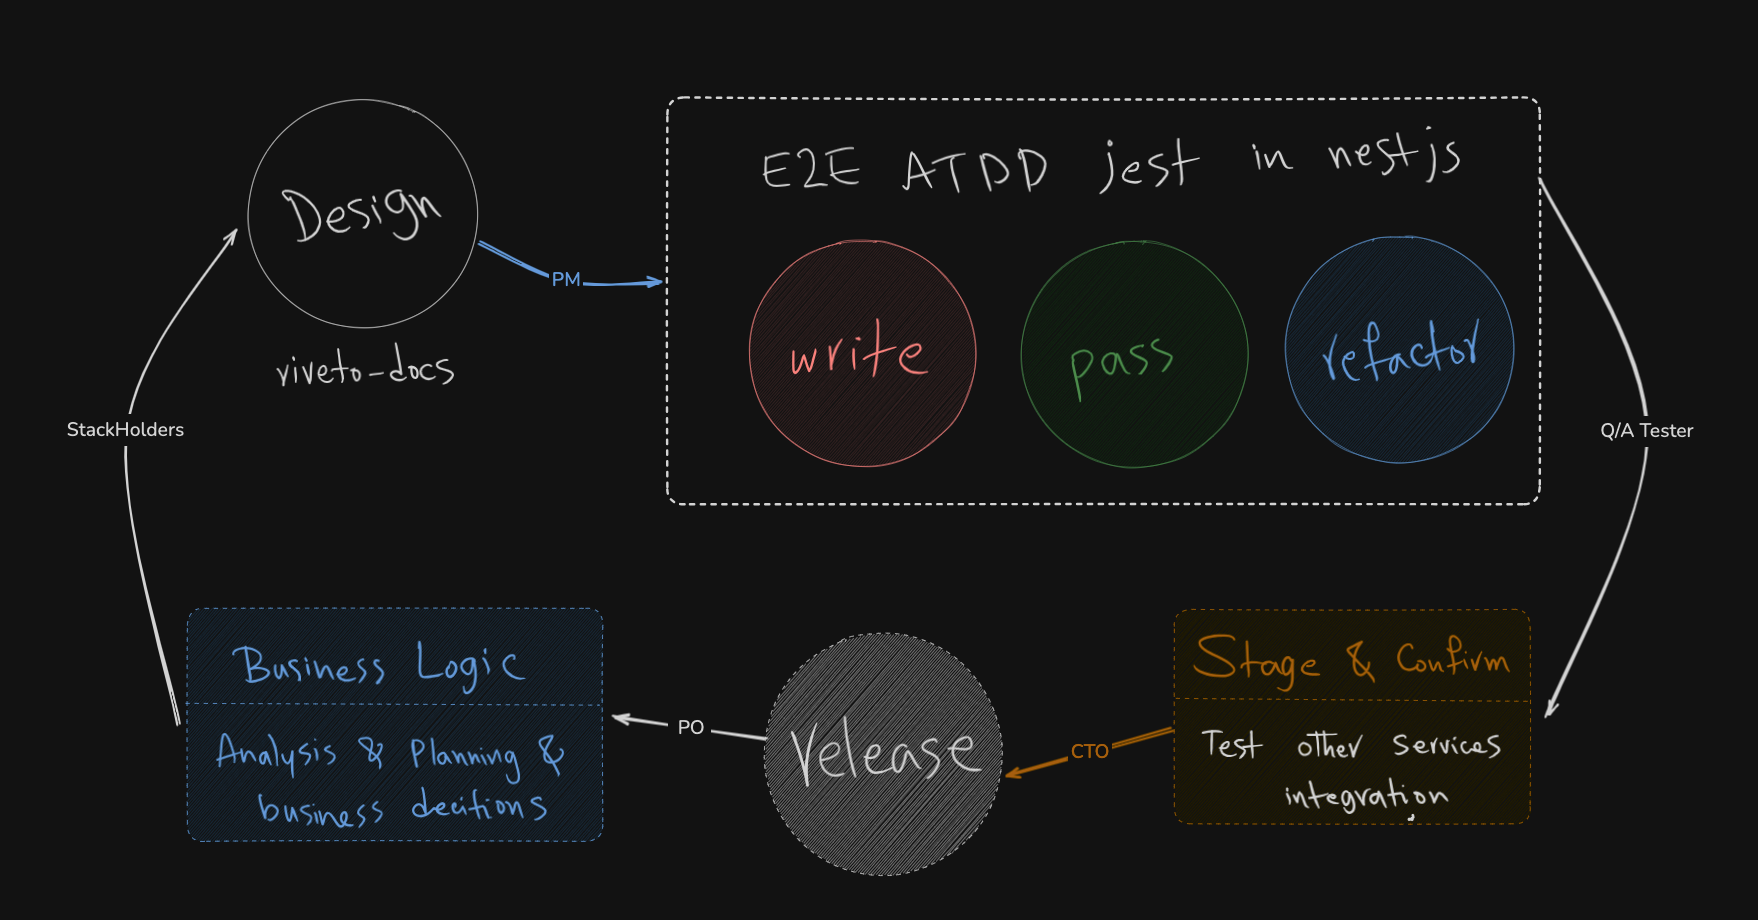 Design
riveto-docs
PM
E2E ATDD jest in nestjs
write
pass
refactor
StackHolders
Q/A Tester
Business Logic
Analysis & Planning &
business decitions
PO
release
CTO
Stage & Confirm
Test other services
integration